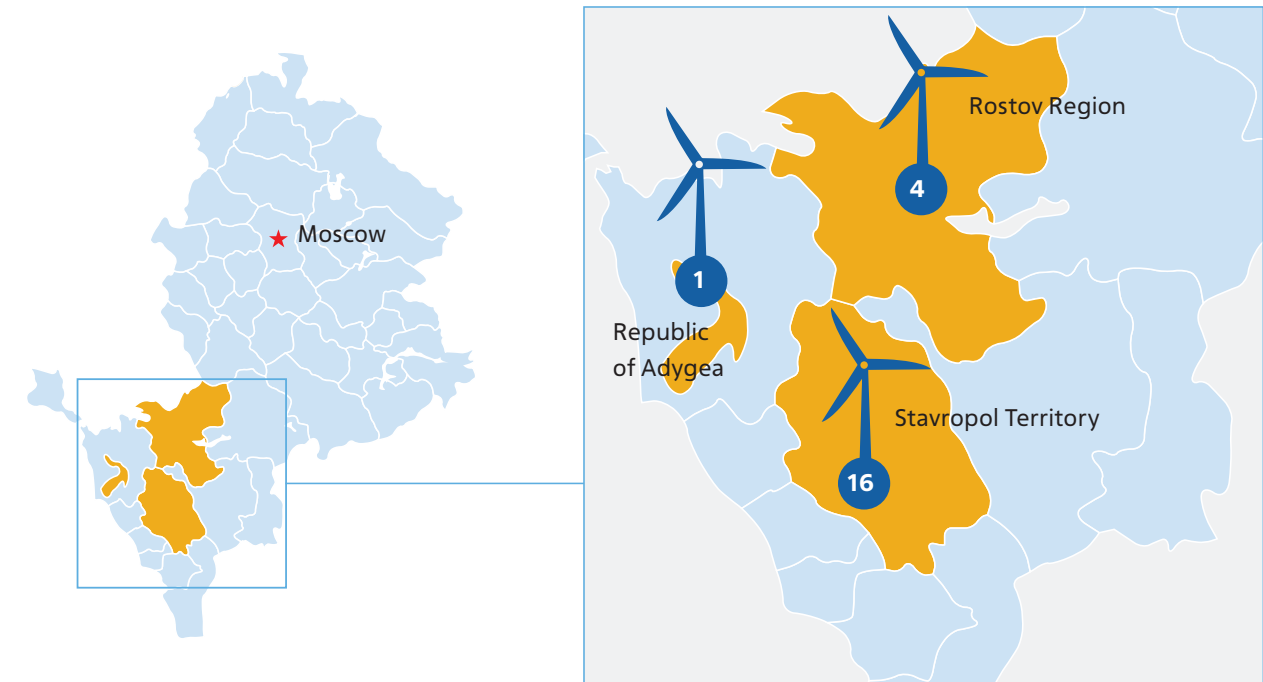 Moscow
Rostov Region
4
1
Republic
of Adygea
Stavropol Territory
16